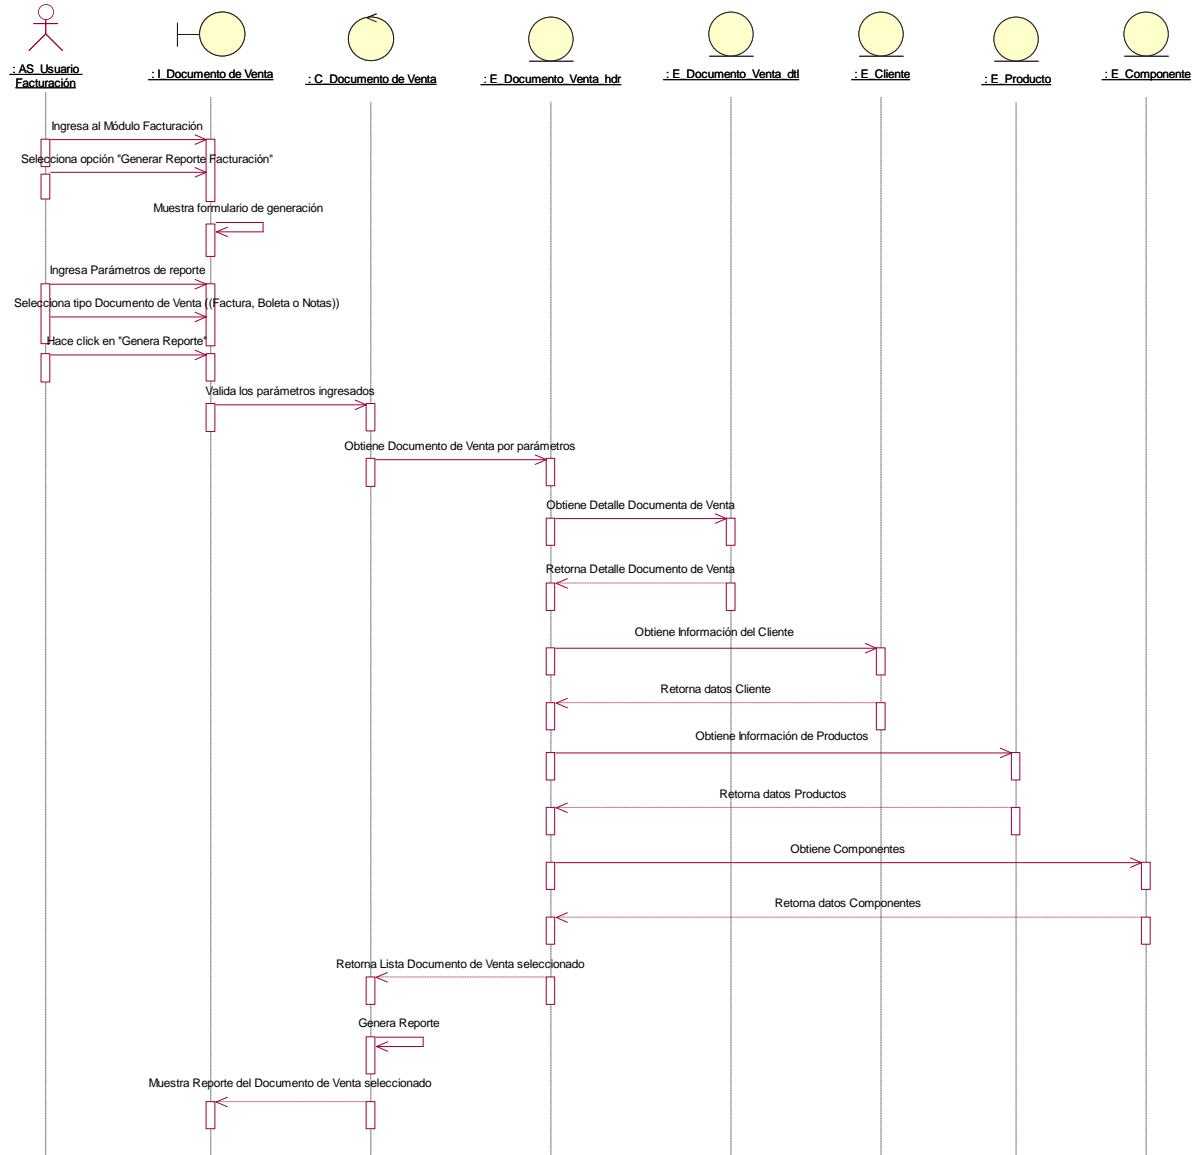 : AS_Usuario
Facturación
: I_Documento de Venta
: C_Documento de Venta
: E_Documento_Venta_hdr
: E_Documento_Venta_dtl
: E_Cliente
: E_Producto
: E_Componente
Ingresa al Módulo Facturación
Selecciona opción "Generar Reporte Facturación"
Muestra formulario de generación
Ingresa Parámetros de reporte
Selecciona tipo Documento de Venta ((Factura, Boleta o Notas))
Hace click en "Genera Reporte"
Valida los parámetros ingresados
Obtiene Documento de Venta por parámetros
Obtiene Detalle Documenta de Venta
Retorna Detalle Documento de Venta
Obtiene Información del Cliente
Retorna datos Cliente
Obtiene Información de Productos
Retorna datos Productos
Obtiene Componentes
Retorna datos Componentes
Retorna Lista Documento de Venta seleccionado
Genera Reporte
Muestra Reporte del Documento de Venta seleccionado